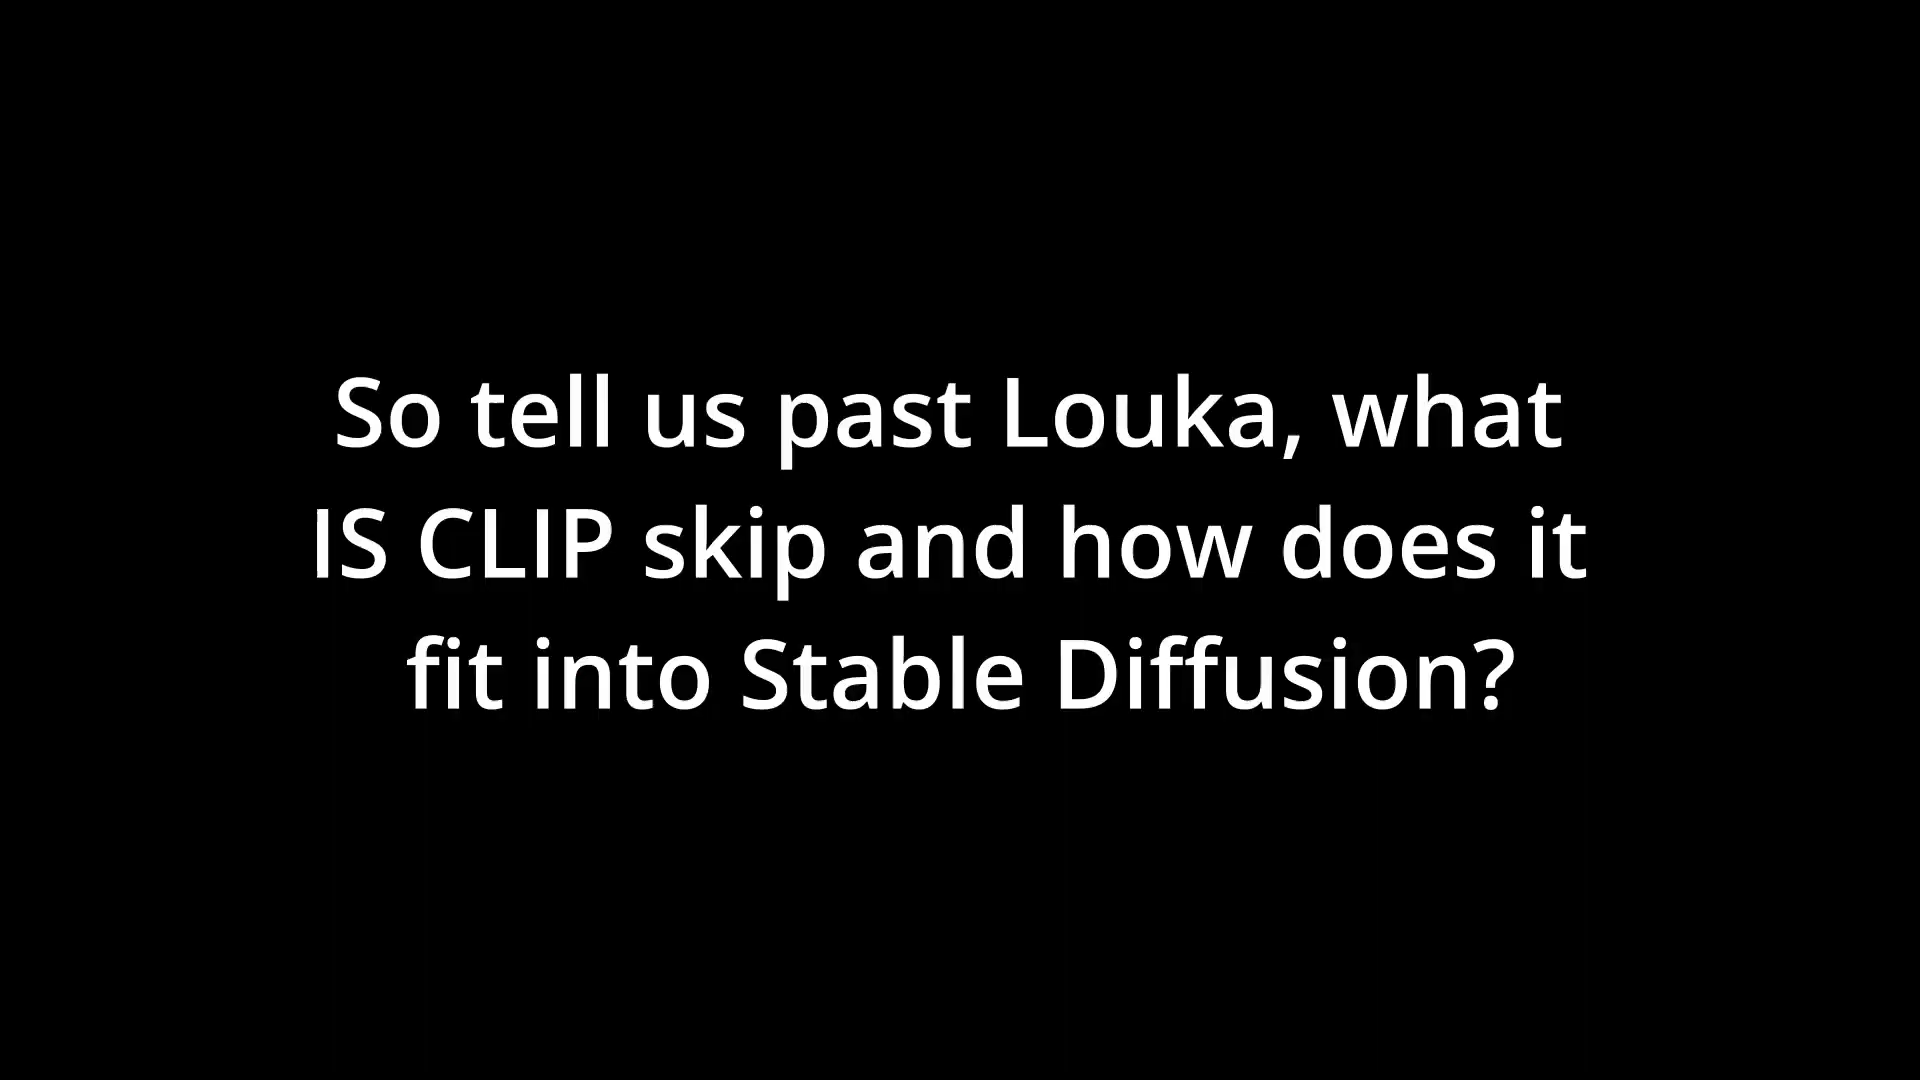 So tell us past Louka, what
IS CLIP skip and how does it
fit into Stable Diffusion?